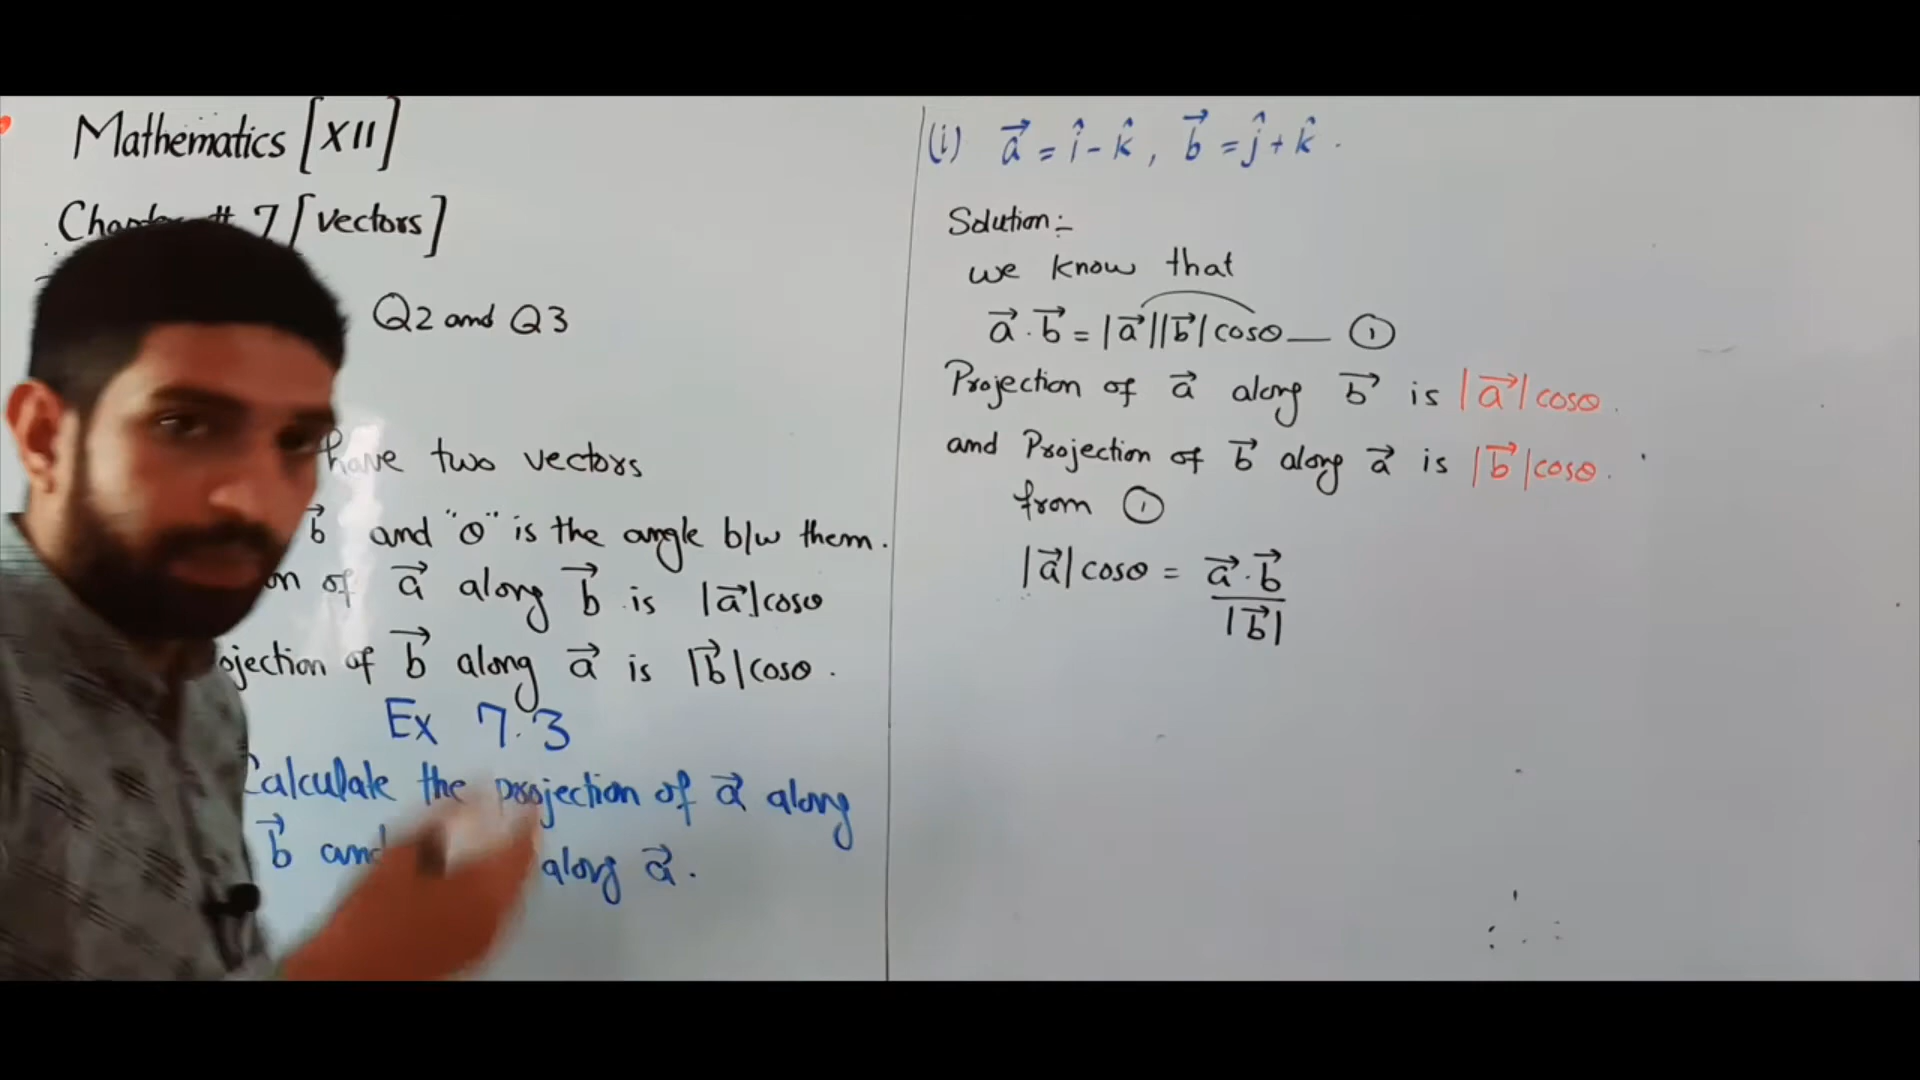 Mathematics [XII]
# 7 [vectors]
Q2 and Q3
have two vectors
b⃗ and "θ" is the angle b/w them.
of a⃗ along b⃗ is |a⃗|cosθ
of b⃗ along a⃗ is |b⃗|cosθ.
Ex 7.3
Calculate the projection of a⃗ along
b⃗ and along a⃗.
(i) a⃗ = î - k̂, b⃗ = ĵ + k̂.
Solution:-
we know that
a⃗ . b⃗ = |a⃗||b⃗|cosθ — ①
Projection of a⃗ along b⃗ is |a⃗|cosθ.
and Projection of b⃗ along a⃗ is |b⃗|cosθ.
from ①
|a⃗|cosθ = a⃗ . b⃗
|b⃗|